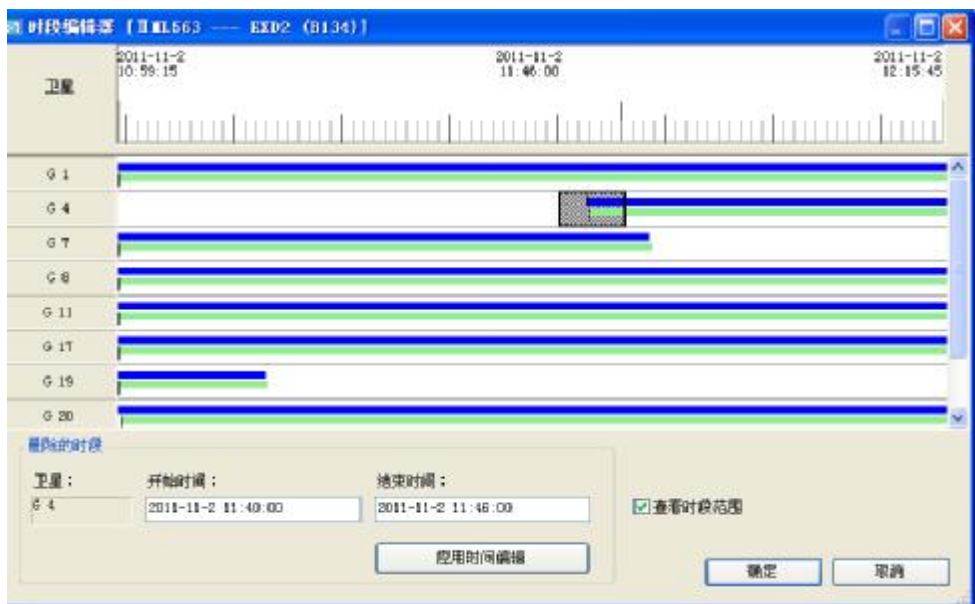 时段编辑器 [ⅡML563 --- EXD2 (B134)]
卫星
2011-11-2 2011-11-2 2011-11-2
10:59:15 11:46:00 12:15:45
G 1
G 4
G 7
G 8
G 11
G 17
G 19
G 20
删除的时段
卫星： 开始时间： 结束时间：
G 4 2011-11-2 11:40:00 2011-11-2 11:46:00 查看时段范围
应用时间编辑
确定 取消